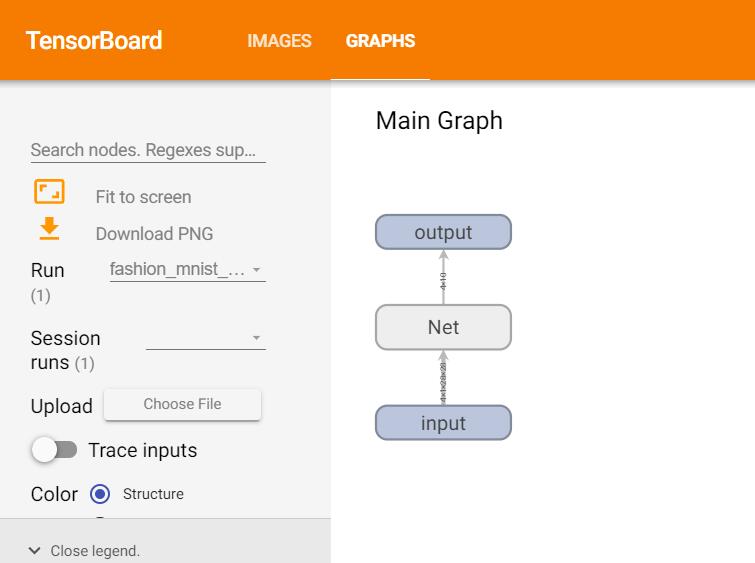 TensorBoard
IMAGES
GRAPHS
Search nodes. Regexes sup...
Fit to screen
Download PNG
Run
(1)
fashion_mnist_...
Session
runs (1)
Upload
Choose File
Trace inputs
Color
Structure
Close legend.
Main Graph
output
4×10
Net
4×1×28×28
input